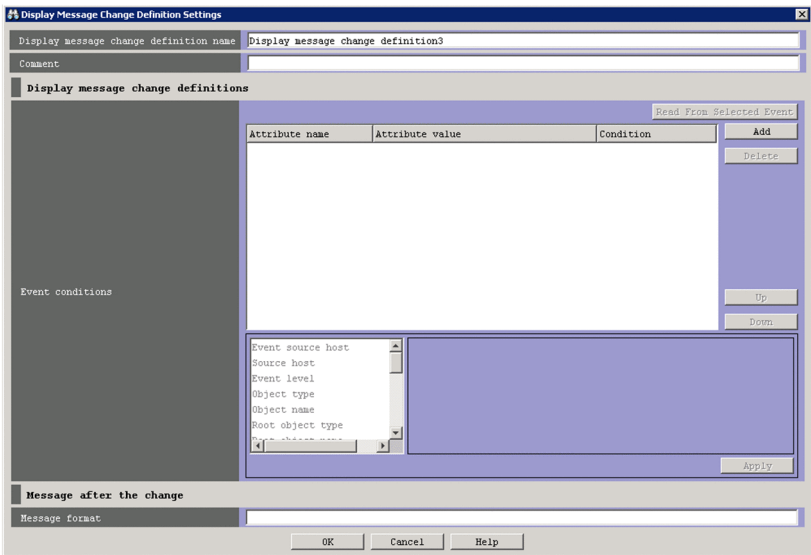 Display Message Change Definition Settings
Display message change definition name
Display message change definition3
Comment
Display message change definitions
Read From Selected Event
Attribute name
Attribute value
Condition
Add
Delete
Event conditions
Up
Down
Event source host
Source host
Event level
Object type
Object name
Root object type
Apply
Message after the change
Message format
OK
Cancel
Help